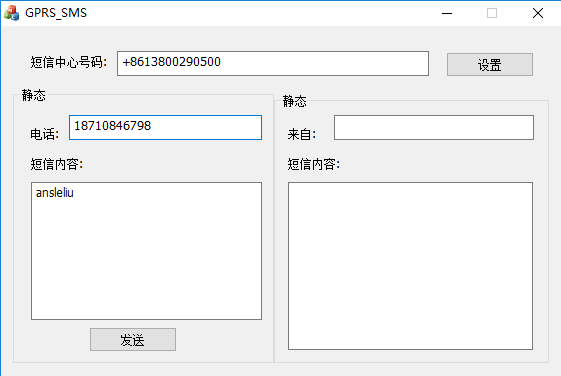 GPRS_SMS
短信中心号码: +8613800290500 设置
静态
电话: 18710846798
短信内容:
ansleliu
发送
静态
来自:
短信内容: